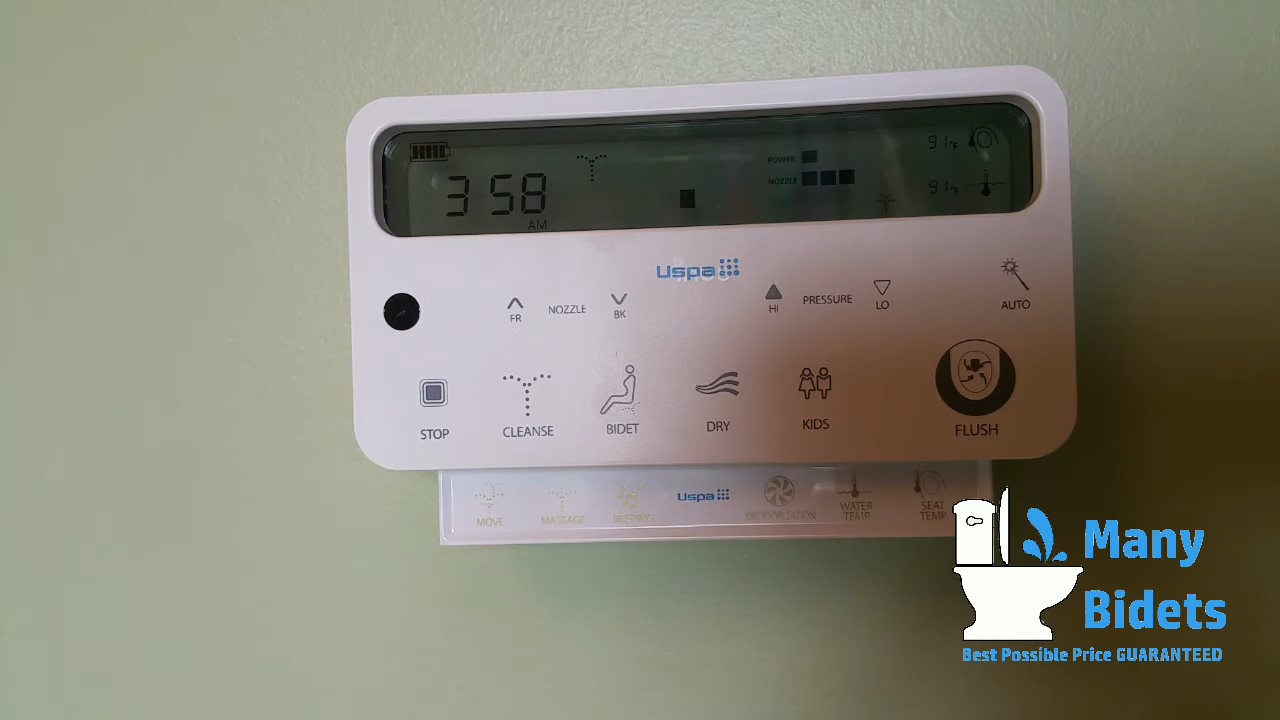 3 58
AM
POWER
NOZZLE
91°F
91°F
Uspa
FR NOZZLE BK
HI PRESSURE LO
AUTO
STOP CLEANSE BIDET DRY KIDS FLUSH
MOVE MASSAGE BEEPING Uspa DEODORIZATION WATER TEMP SEAT TEMP
Many
Bidets
Best Possible Price GUARANTEED